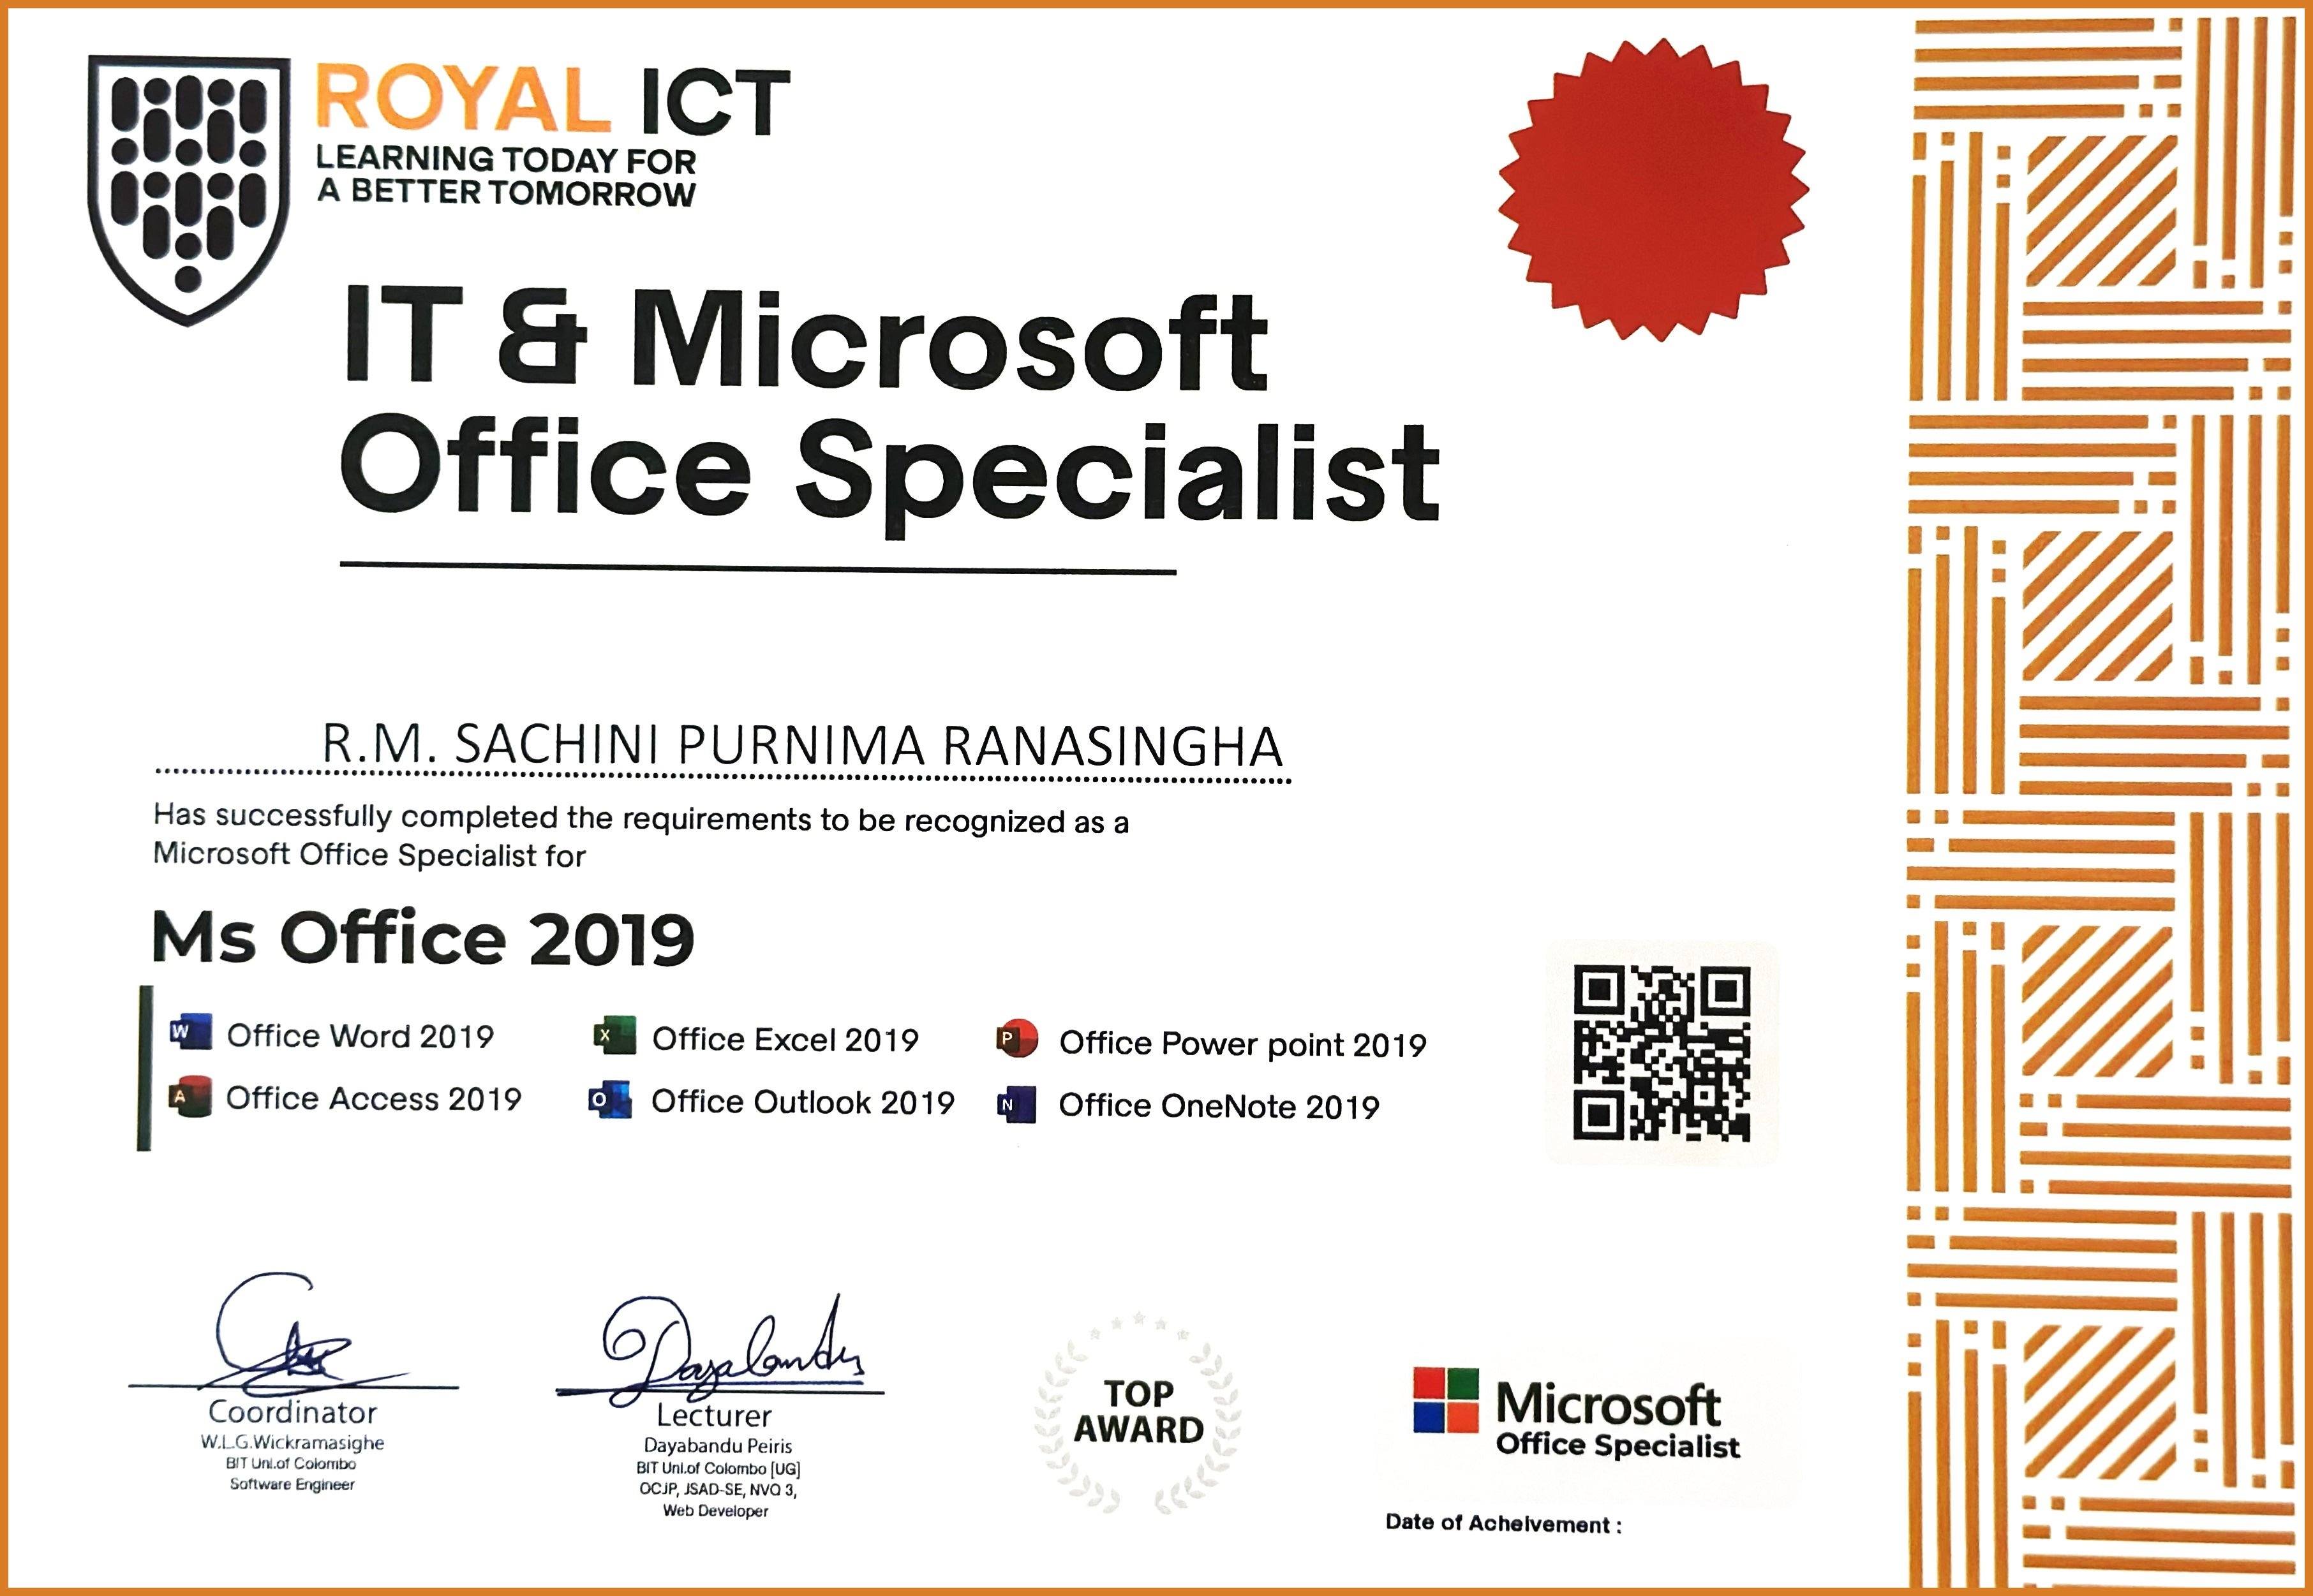 ROYAL ICT
LEARNING TODAY FOR
A BETTER TOMORROW
IT & Microsoft
Office Specialist
R.M. SACHINI PURNIMA RANASINGHA
Has successfully completed the requirements to be recognized as a
Microsoft Office Specialist for
Ms Office 2019
W Office Word 2019
X Office Excel 2019
P Office Power point 2019
A Office Access 2019
O Office Outlook 2019
N Office OneNote 2019
Coordinator
W.L.G.Wickramasighe
BIT Uni.of Colombo
Software Engineer
Dayabandu
Lecturer
Dayabandu Peiris
BIT Uni.of Colombo [UG]
OCJP, JSAD-SE, NVQ 3,
Web Developer
TOP
AWARD
Microsoft
Office Specialist
Date of Acheivement :